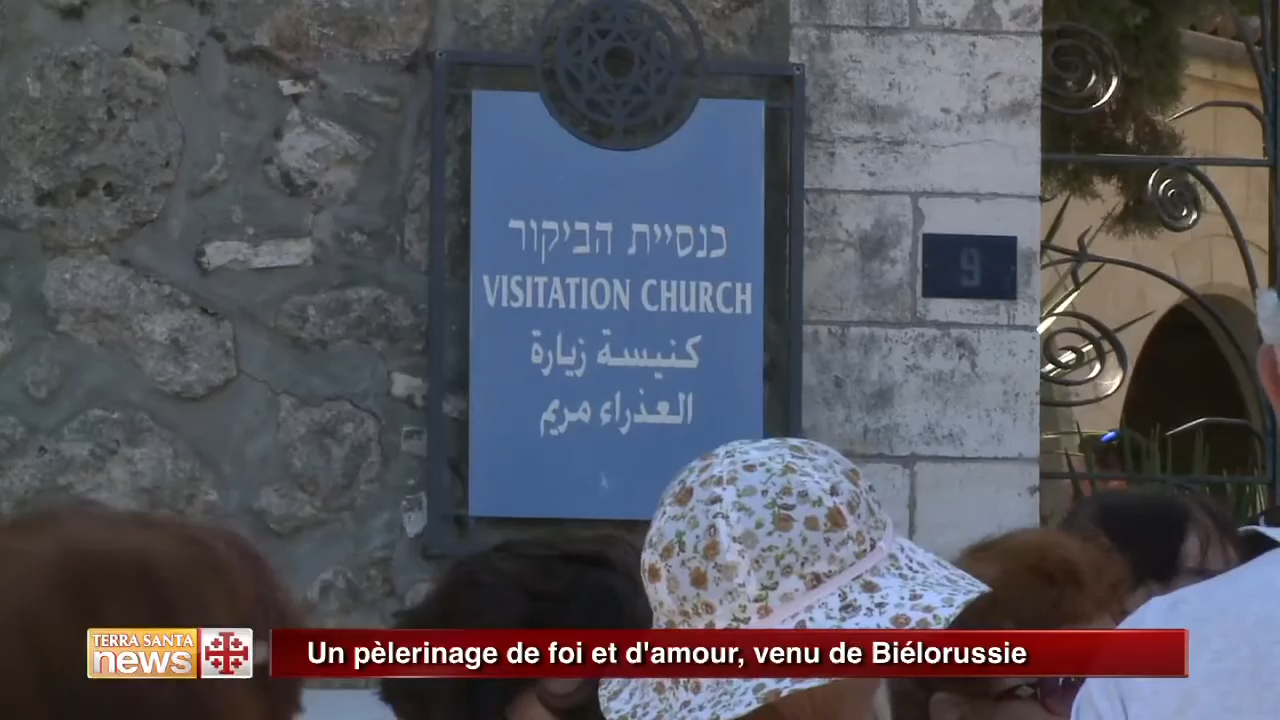 כנסיית הביקור
VISITATION CHURCH
كنيسة زيارة
العذراء مريم
9
TERRA SANTA
news
Un pèlerinage de foi et d'amour, venu de Biélorussie